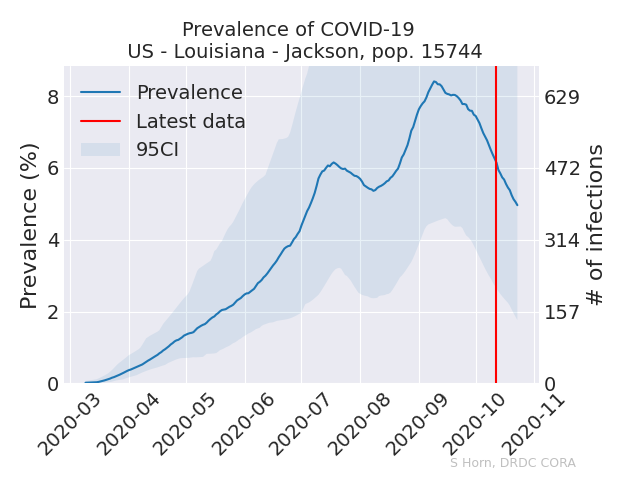 Prevalence of COVID-19
US - Louisiana - Jackson, pop. 15744
Prevalence
Latest data
95CI
Prevalence (%)
8
6
4
2
0
629
472
314
157
0
# of infections
2020-03
2020-04
2020-05
2020-06
2020-07
2020-08
2020-09
2020-10
2020-11
S Horn, DRDC CORA